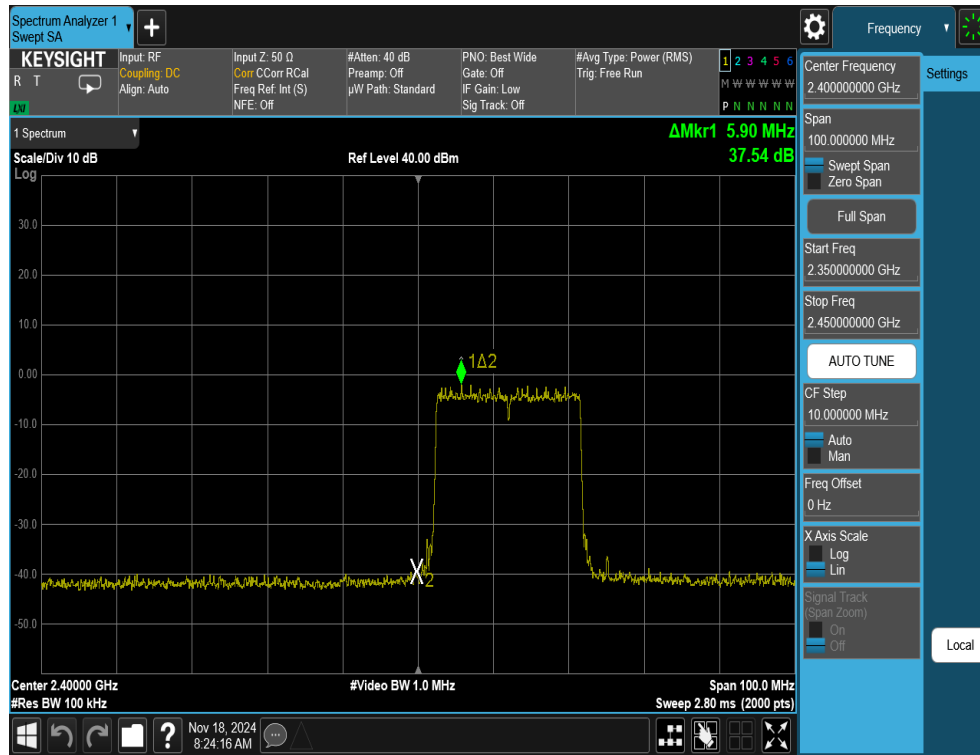 Spectrum Analyzer 1
Swept SA
Frequency
KEYSIGHT
R T
LXI
Input: RF
Coupling: DC
Align: Auto
Input Z: 50 Ω
Corr CCorr RCal
Freq Ref: Int (S)
NFE: Off
#Atten: 40 dB
Preamp: Off
µW Path: Standard
PNO: Best Wide
Gate: Off
IF Gain: Low
Sig Track: Off
#Avg Type: Power (RMS)
Trig: Free Run
1 2 3 4 5 6
M W W W W W
P N N N N N
1 Spectrum
ΔMkr1 5.90 MHz
37.54 dB
Scale/Div 10 dB
Ref Level 40.00 dBm
Log
30.0
20.0
10.0
0.00
-10.0
-20.0
-30.0
-40.0
-50.0
1Δ2
2
Center 2.40000 GHz
#Video BW 1.0 MHz
Span 100.0 MHz
#Res BW 100 kHz
Sweep 2.80 ms (2000 pts)
Nov 18, 2024
8:24:16 AM
Center Frequency
2.400000000 GHz
Settings
Span
100.000000 MHz
Swept Span
Zero Span
Full Span
Start Freq
2.350000000 GHz
Stop Freq
2.450000000 GHz
AUTO TUNE
CF Step
10.000000 MHz
Auto
Man
Freq Offset
0 Hz
X Axis Scale
Log
Lin
Signal Track
(Span Zoom)
On
Off
Local